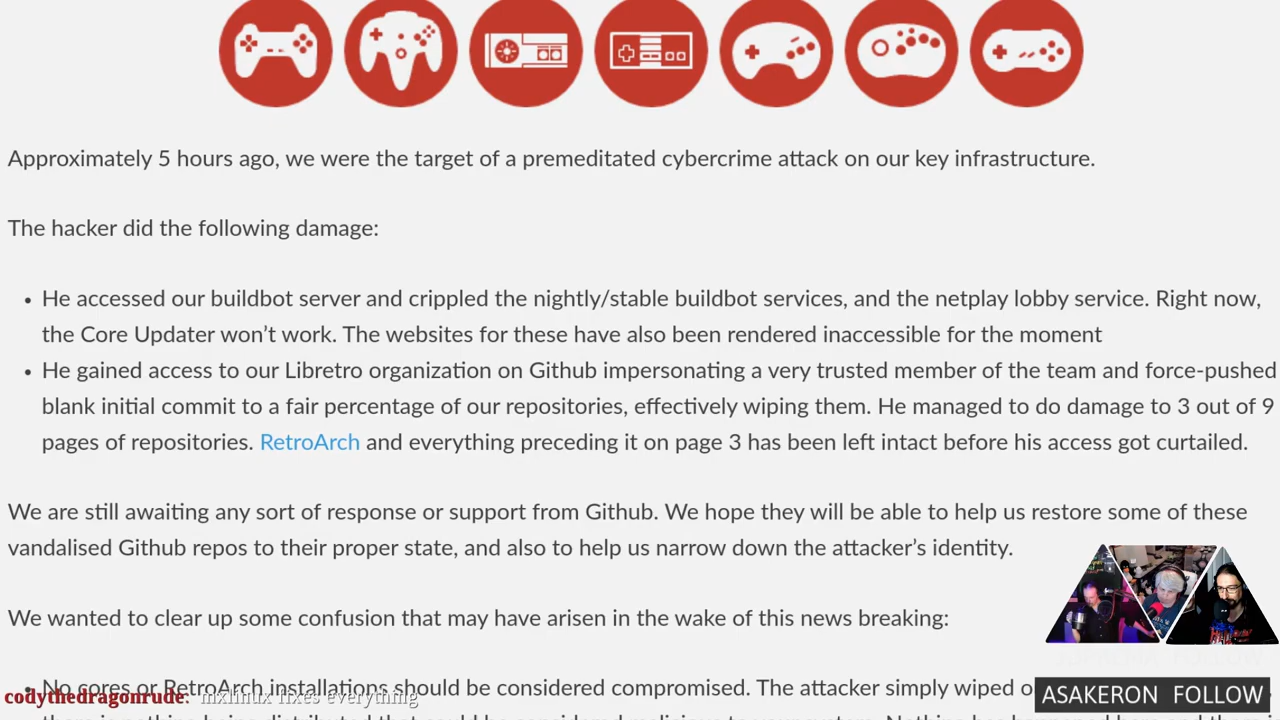 Approximately 5 hours ago, we were the target of a premeditated cybercrime attack on our key infrastructure.
The hacker did the following damage:
• He accessed our buildbot server and crippled the nightly/stable buildbot services, and the netplay lobby service. Right now,
the Core Updater won’t work. The websites for these have also been rendered inaccessible for the moment
• He gained access to our Libretro organization on Github impersonating a very trusted member of the team and force-pushed
blank initial commit to a fair percentage of our repositories, effectively wiping them. He managed to do damage to 3 out of 9
pages of repositories. RetroArch and everything preceding it on page 3 has been left intact before his access got curtailed.
We are still awaiting any sort of response or support from Github. We hope they will be able to help us restore some of these
vandalised Github repos to their proper state, and also to help us narrow down the attacker’s identity.
We wanted to clear up some confusion that may have arisen in the wake of this news breaking:
• No cores or RetroArch installations should be considered compromised. The attacker simply wiped
codythedragonrude: mxlinux fixes everything
ASAKERON FOLLOW